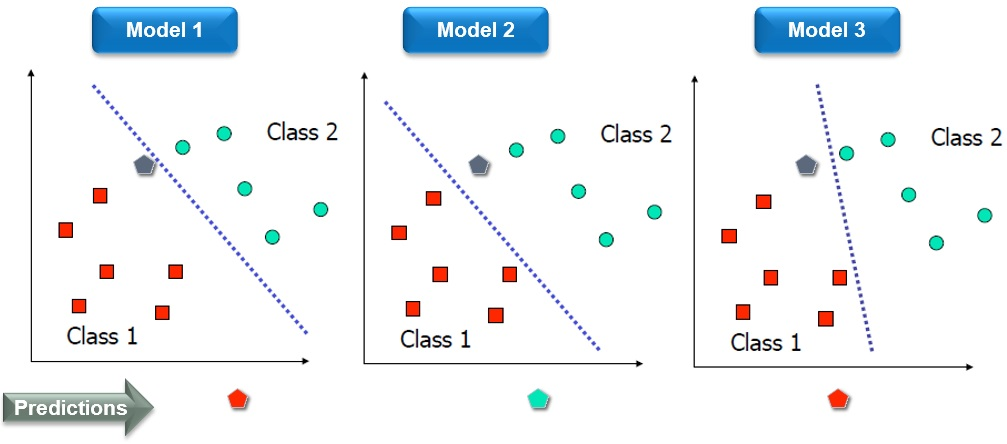 Model 1
Model 2
Model 3
Class 2
Class 2
Class 2
Class 1
Class 1
Class 1
Predictions